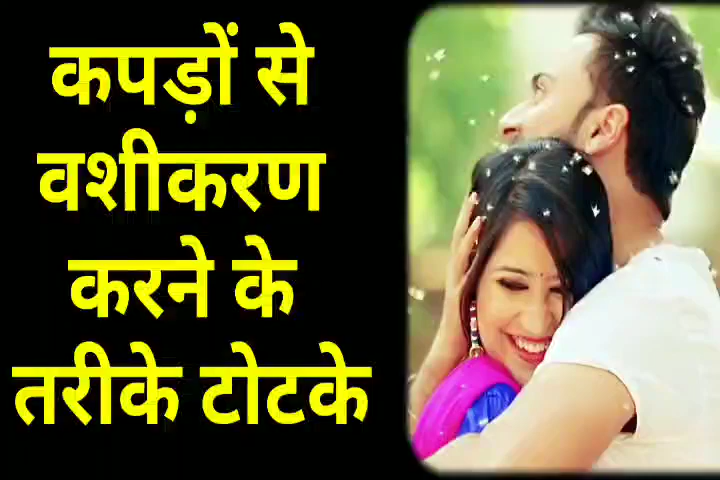 कपड़ों से
वशीकरण
करने के
तरीके टोटके